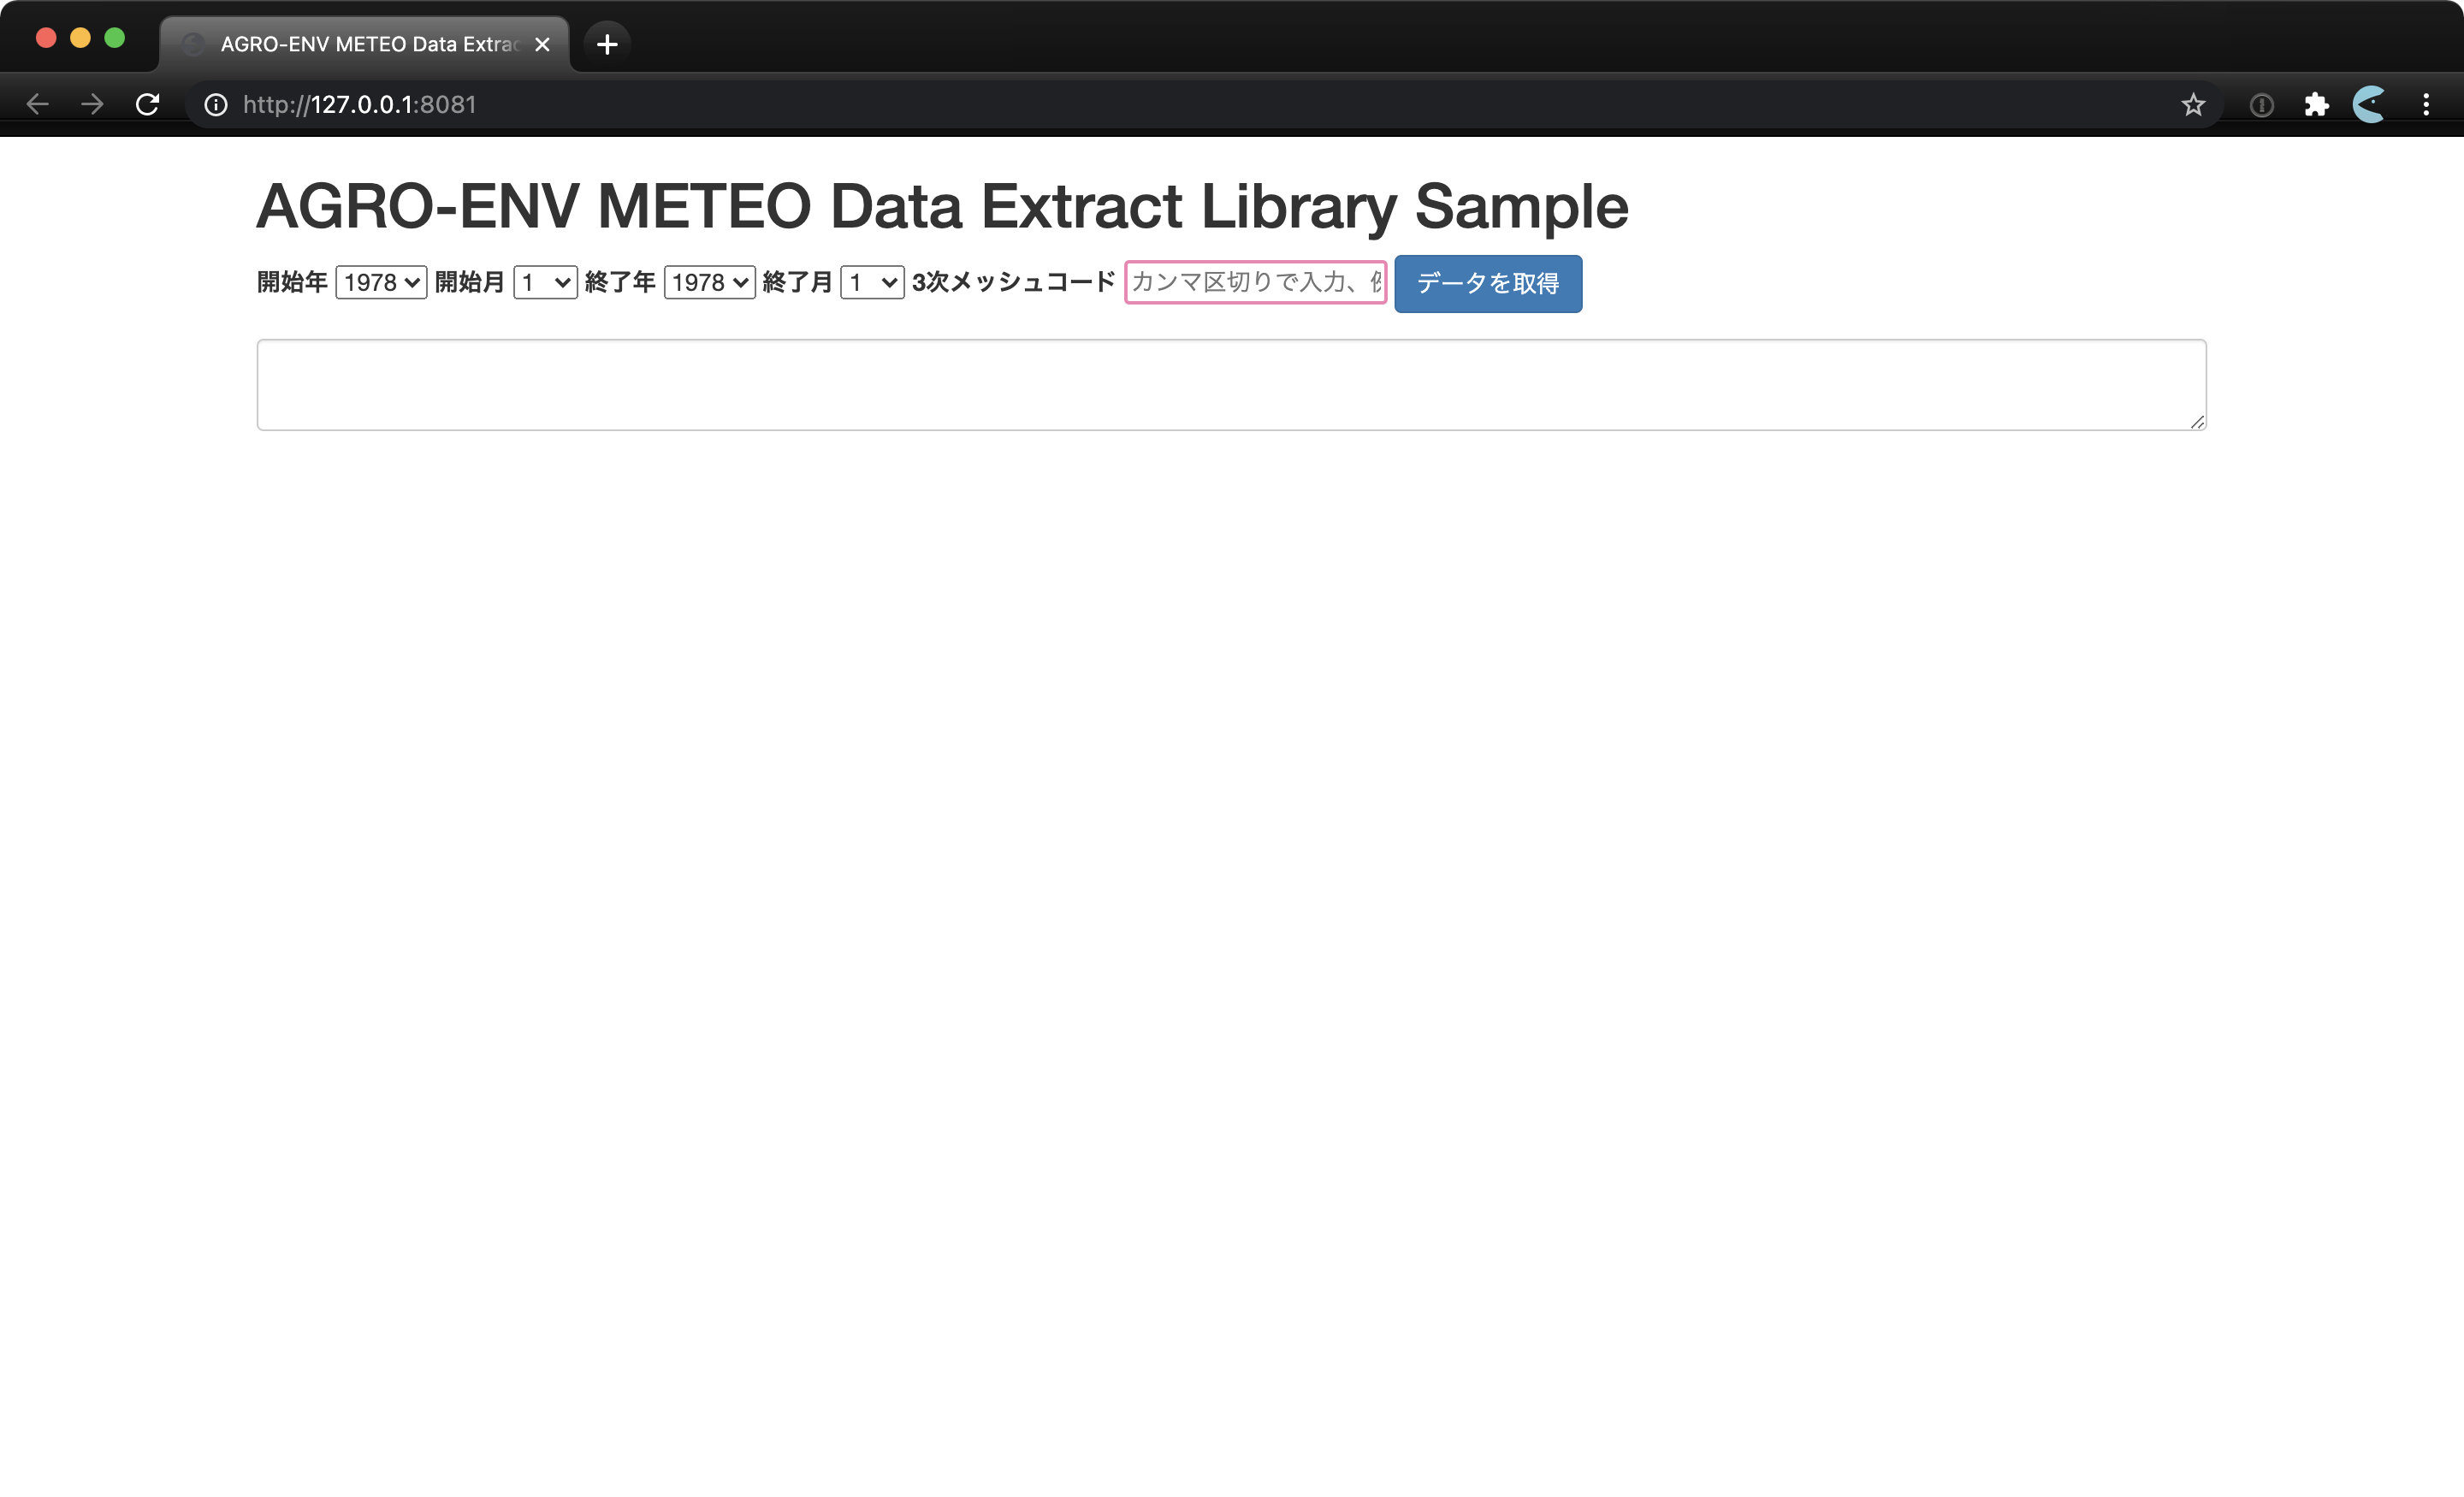 AGRO-ENV METEO Data Extrac
http://127.0.0.1:8081
AGRO-ENV METEO Data Extract Library Sample
開始年 1978 開始月 1 終了年 1978 終了月 1 3次メッシュコード カンマ区切りで入力、 データを取得